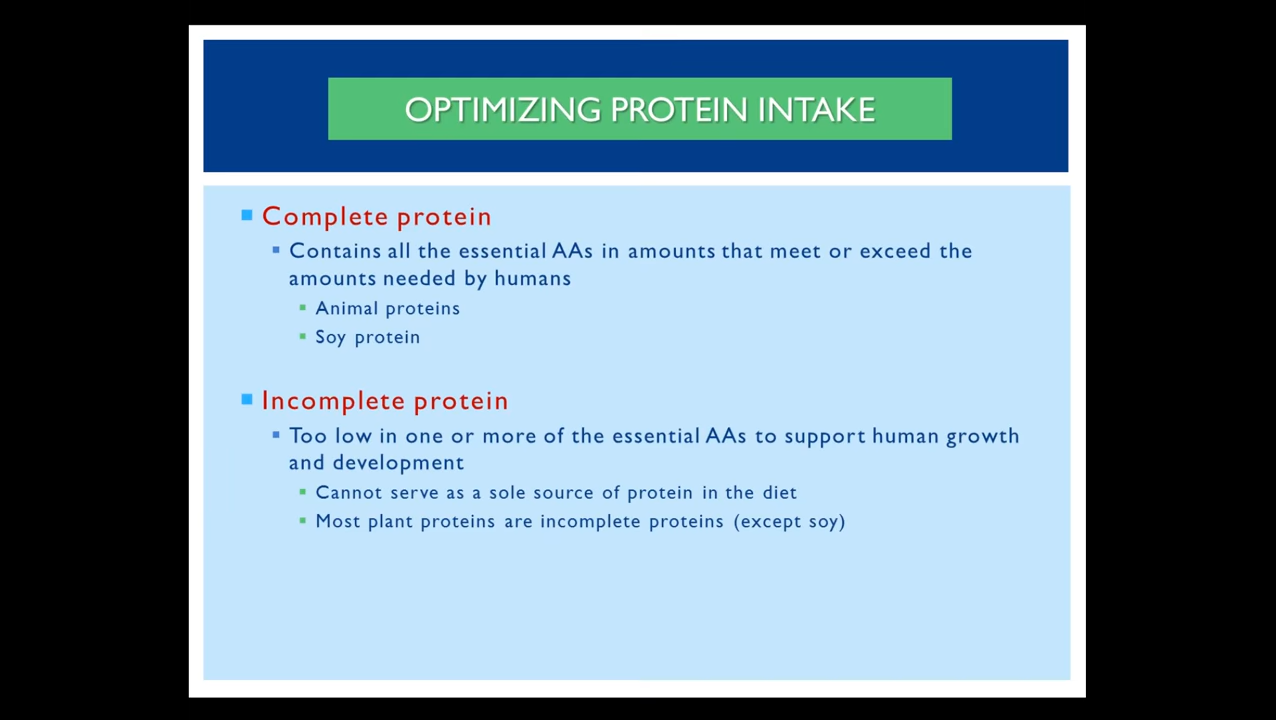 OPTIMIZING PROTEIN INTAKE
Complete protein
Contains all the essential AAs in amounts that meet or exceed the
amounts needed by humans
Animal proteins
Soy protein
Incomplete protein
Too low in one or more of the essential AAs to support human growth
and development
Cannot serve as a sole source of protein in the diet
Most plant proteins are incomplete proteins (except soy)